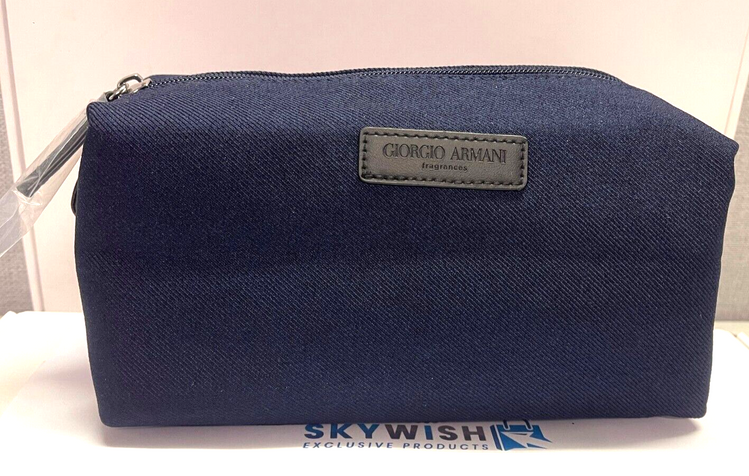 GIORGIO ARMANI
fragrances
SKYWISH
EXCLUSIVE PRODUCTS